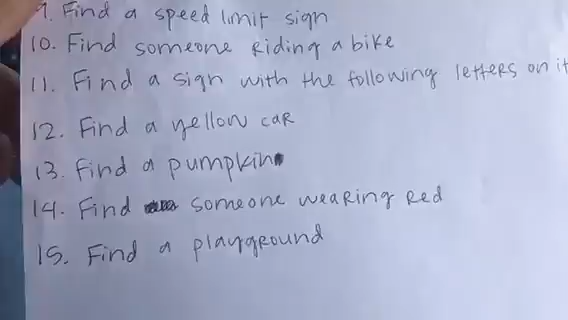 9. Find a speed limit sign
10. Find someone riding a bike
11. Find a sign with the following letters on it
12. Find a yellow car
13. Find a pumpkin
14. Find someone wearing red
15. Find a playground